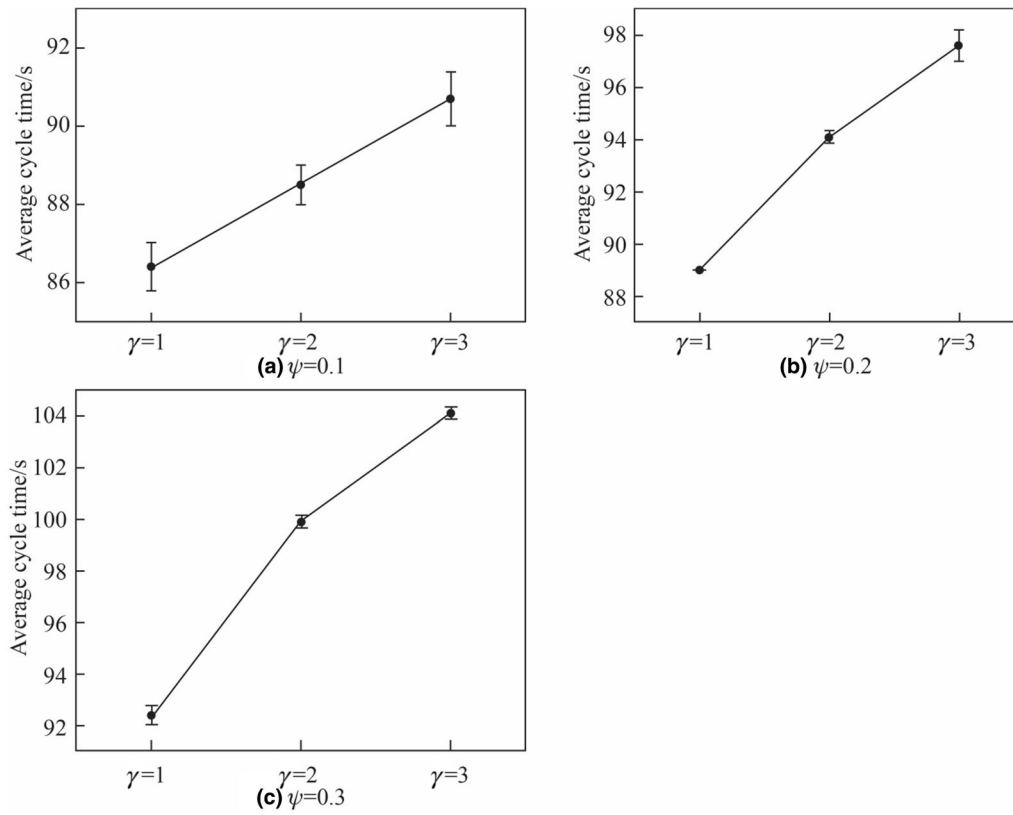 Average cycle time/s
92
90
88
86
γ=1
γ=2
γ=3
(a) ψ=0.1
Average cycle time/s
98
96
94
92
90
88
γ=1
γ=2
γ=3
(b) ψ=0.2
Average cycle time/s
104
102
100
98
96
94
92
γ=1
γ=2
γ=3
(c) ψ=0.3